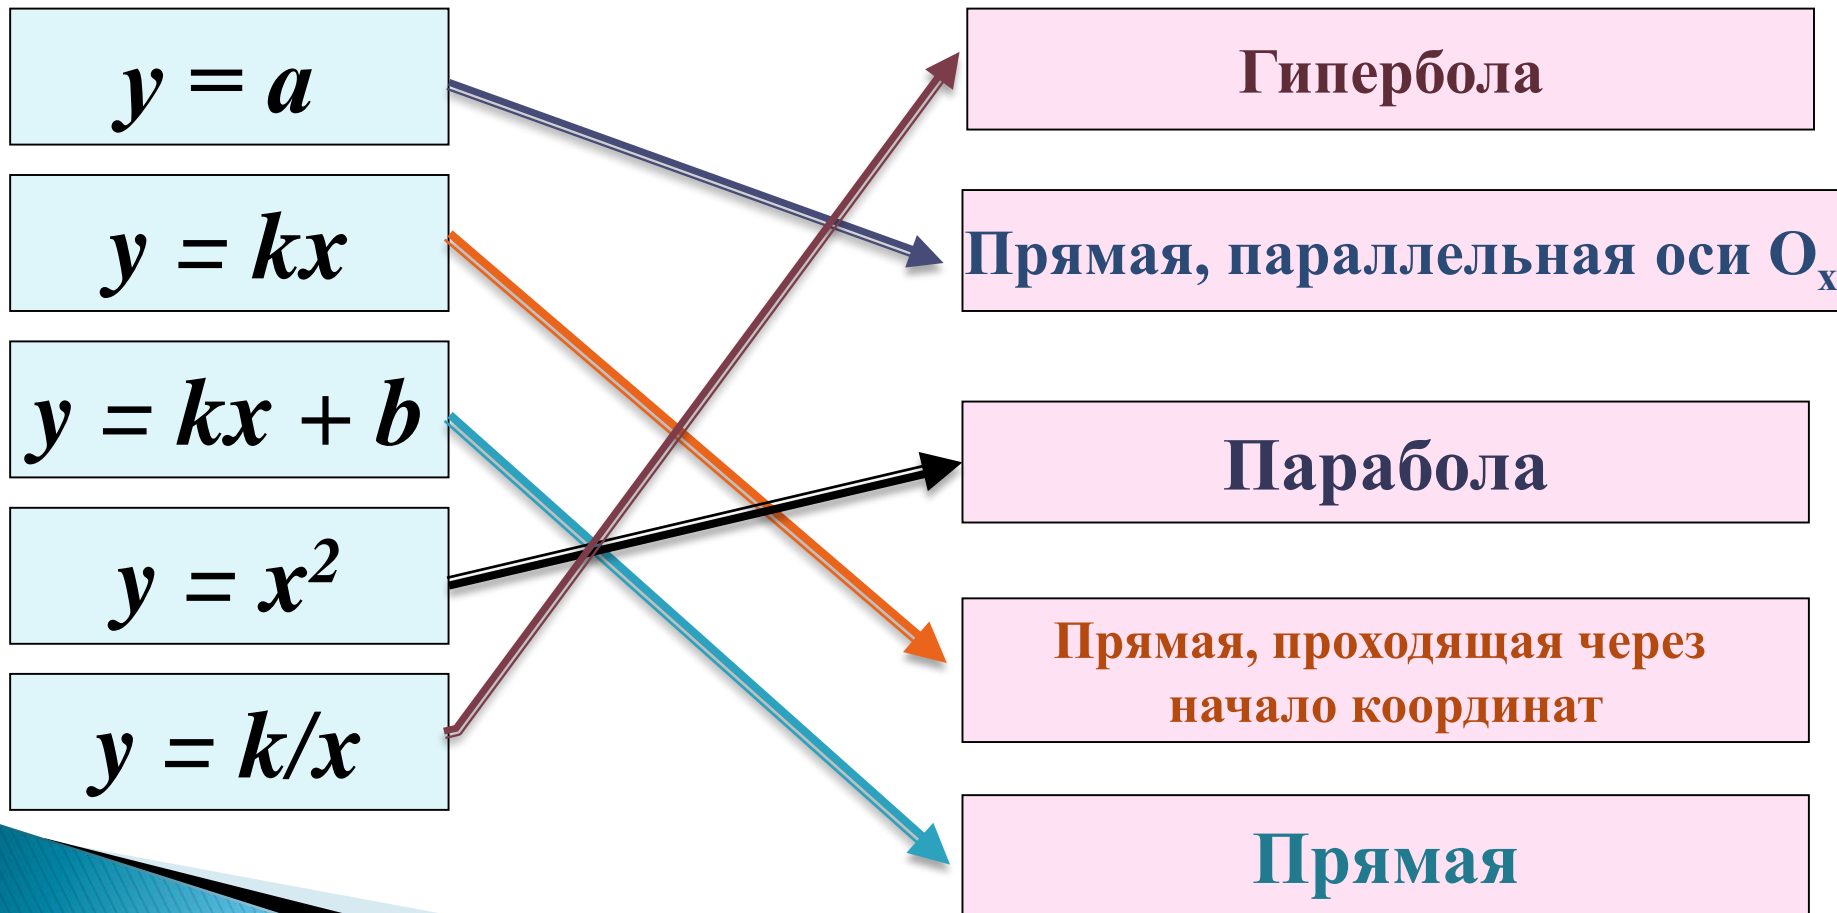 y = a
y = kx
y = kx + b
y = x²
y = k/x
Гипербола
Прямая, параллельная оси Oₓ
Парабола
Прямая, проходящая через
начало координат
Прямая